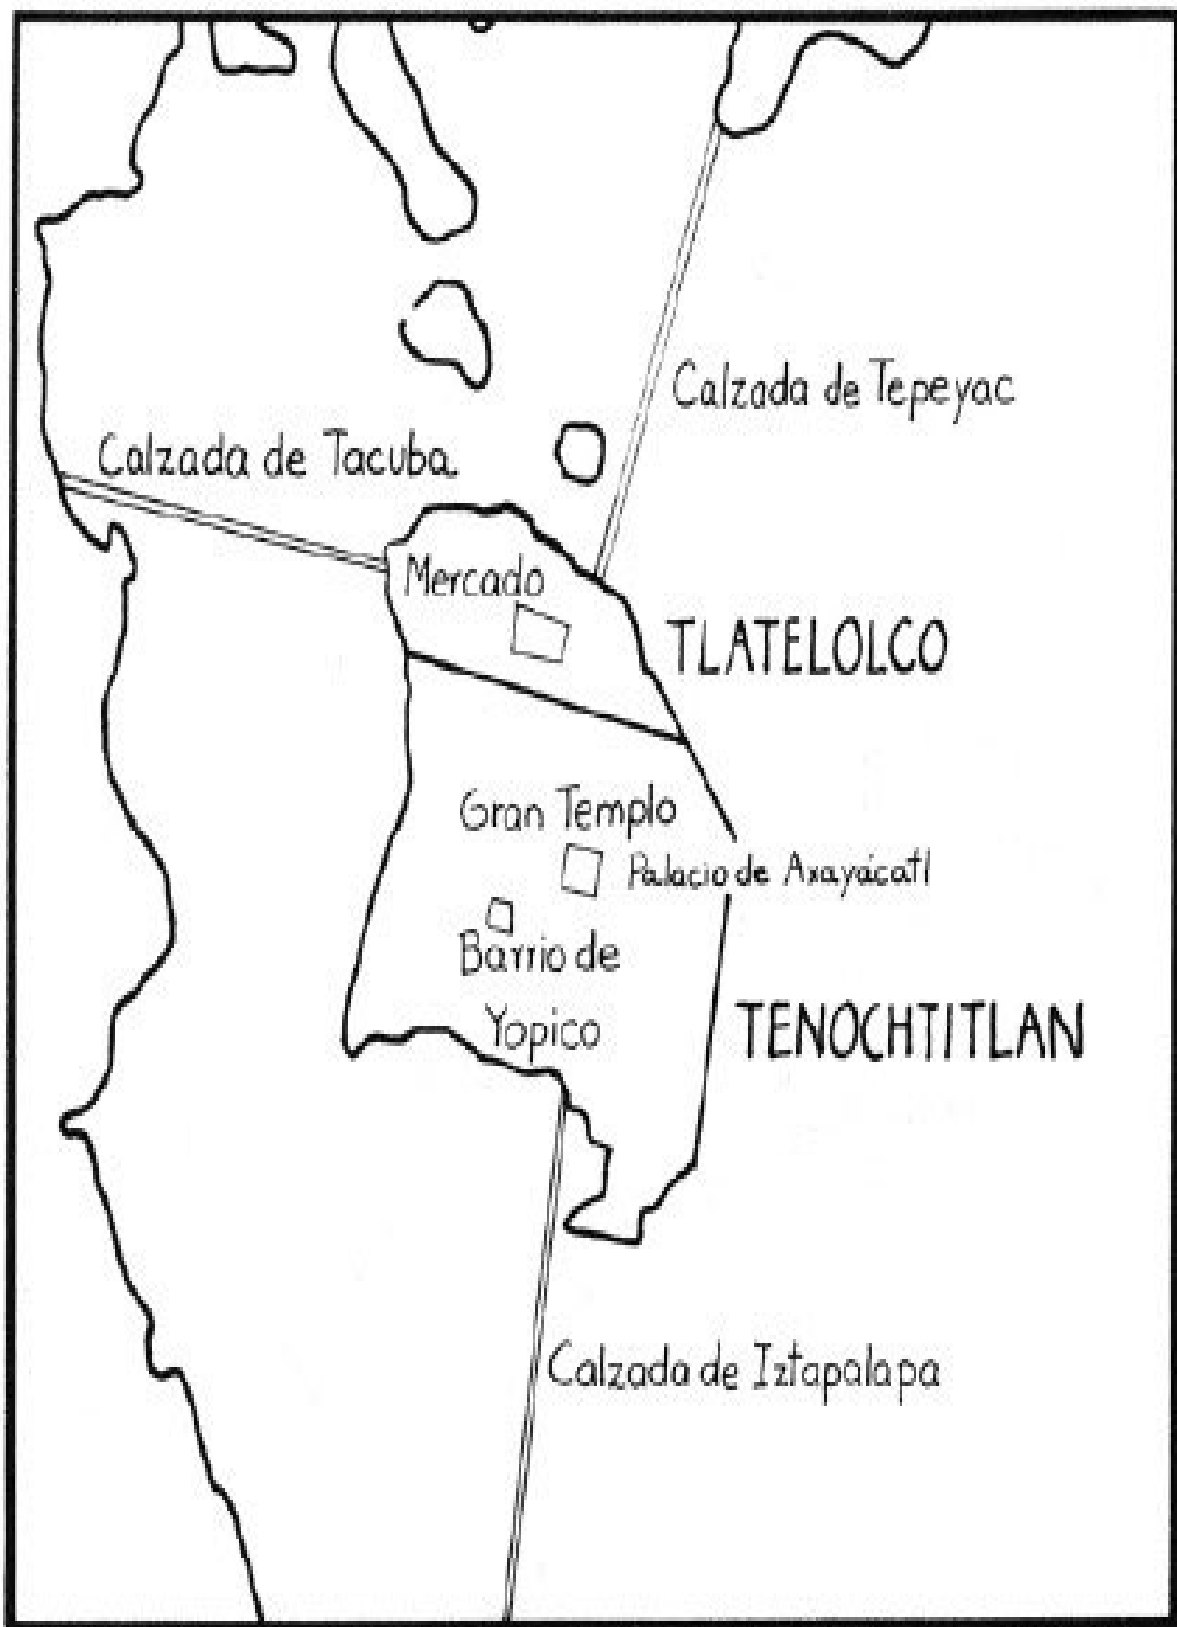 Calzada de Tepeyac
Calzada de Tacuba.
Mercado
TLATELOLCO
Gran Templo
Palacio de Axayácatl
Barrio de
Yopico
TENOCHTITLAN
Calzada de Iztapalapa